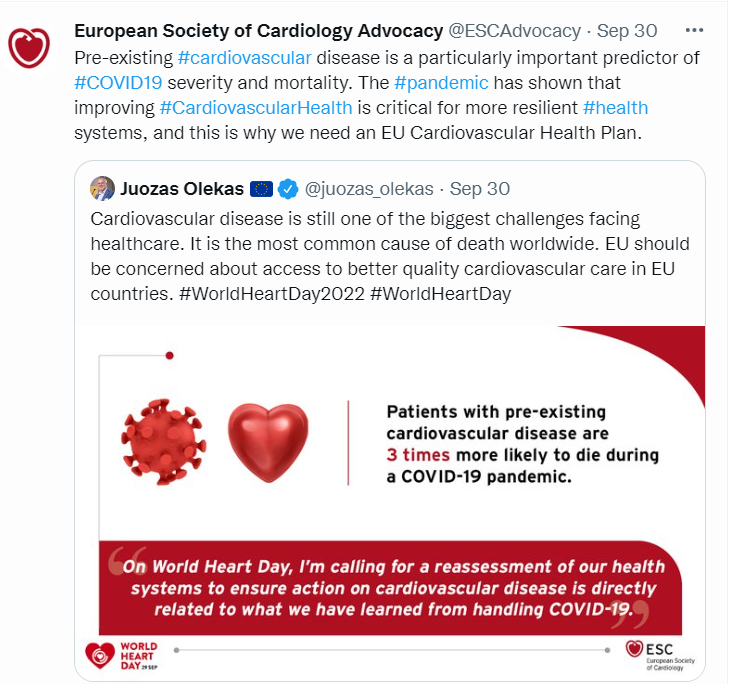 European Society of Cardiology Advocacy @ESCAdvocacy · Sep 30 ...
Pre-existing #cardiovascular disease is a particularly important predictor of
#COVID19 severity and mortality. The #pandemic has shown that
improving #CardiovascularHealth is critical for more resilient #health
systems, and this is why we need an EU Cardiovascular Health Plan.
Juozas Olekas @juozas_olekas · Sep 30
Cardiovascular disease is still one of the biggest challenges facing
healthcare. It is the most common cause of death worldwide. EU should
be concerned about access to better quality cardiovascular care in EU
countries. #WorldHeartDay2022 #WorldHeartDay
Patients with pre-existing
cardiovascular disease are
3 times more likely to die during
a COVID-19 pandemic.
“On World Heart Day, I’m calling for a reassessment of our health
systems to ensure action on cardiovascular disease is directly
related to what we have learned from handling COVID-19.”
WORLD
HEART
DAY 29 SEP
ESC
European Society
of Cardiology